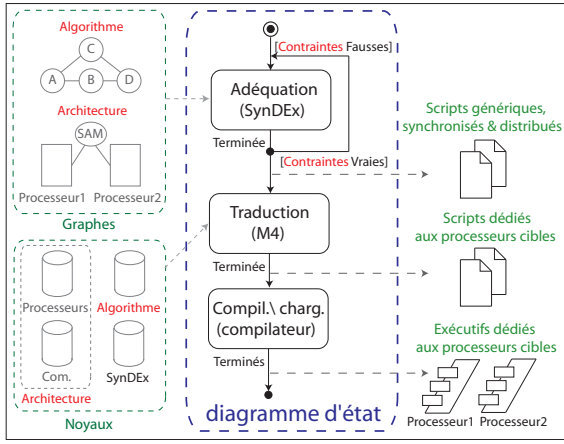 Algorithme
C
A
B
D
Architecture
SAM
Processeur1
Processeur2
Graphes
Processeurs
Algorithme
Com.
SynDEx
Architecture
Noyaux
[Contraintes Fausses]
Adéquation
(SynDEx)
Terminée
[Contraintes Vraies]
Traduction
(M4)
Terminée
Compil.\ charg.
(compilateur)
Terminés
diagramme d'état
Scripts génériques,
synchronisés & distribués
Scripts dédiés
aux processeurs cibles
Exécutifs dédiés
aux processeurs cibles
Processeur1
Processeur2